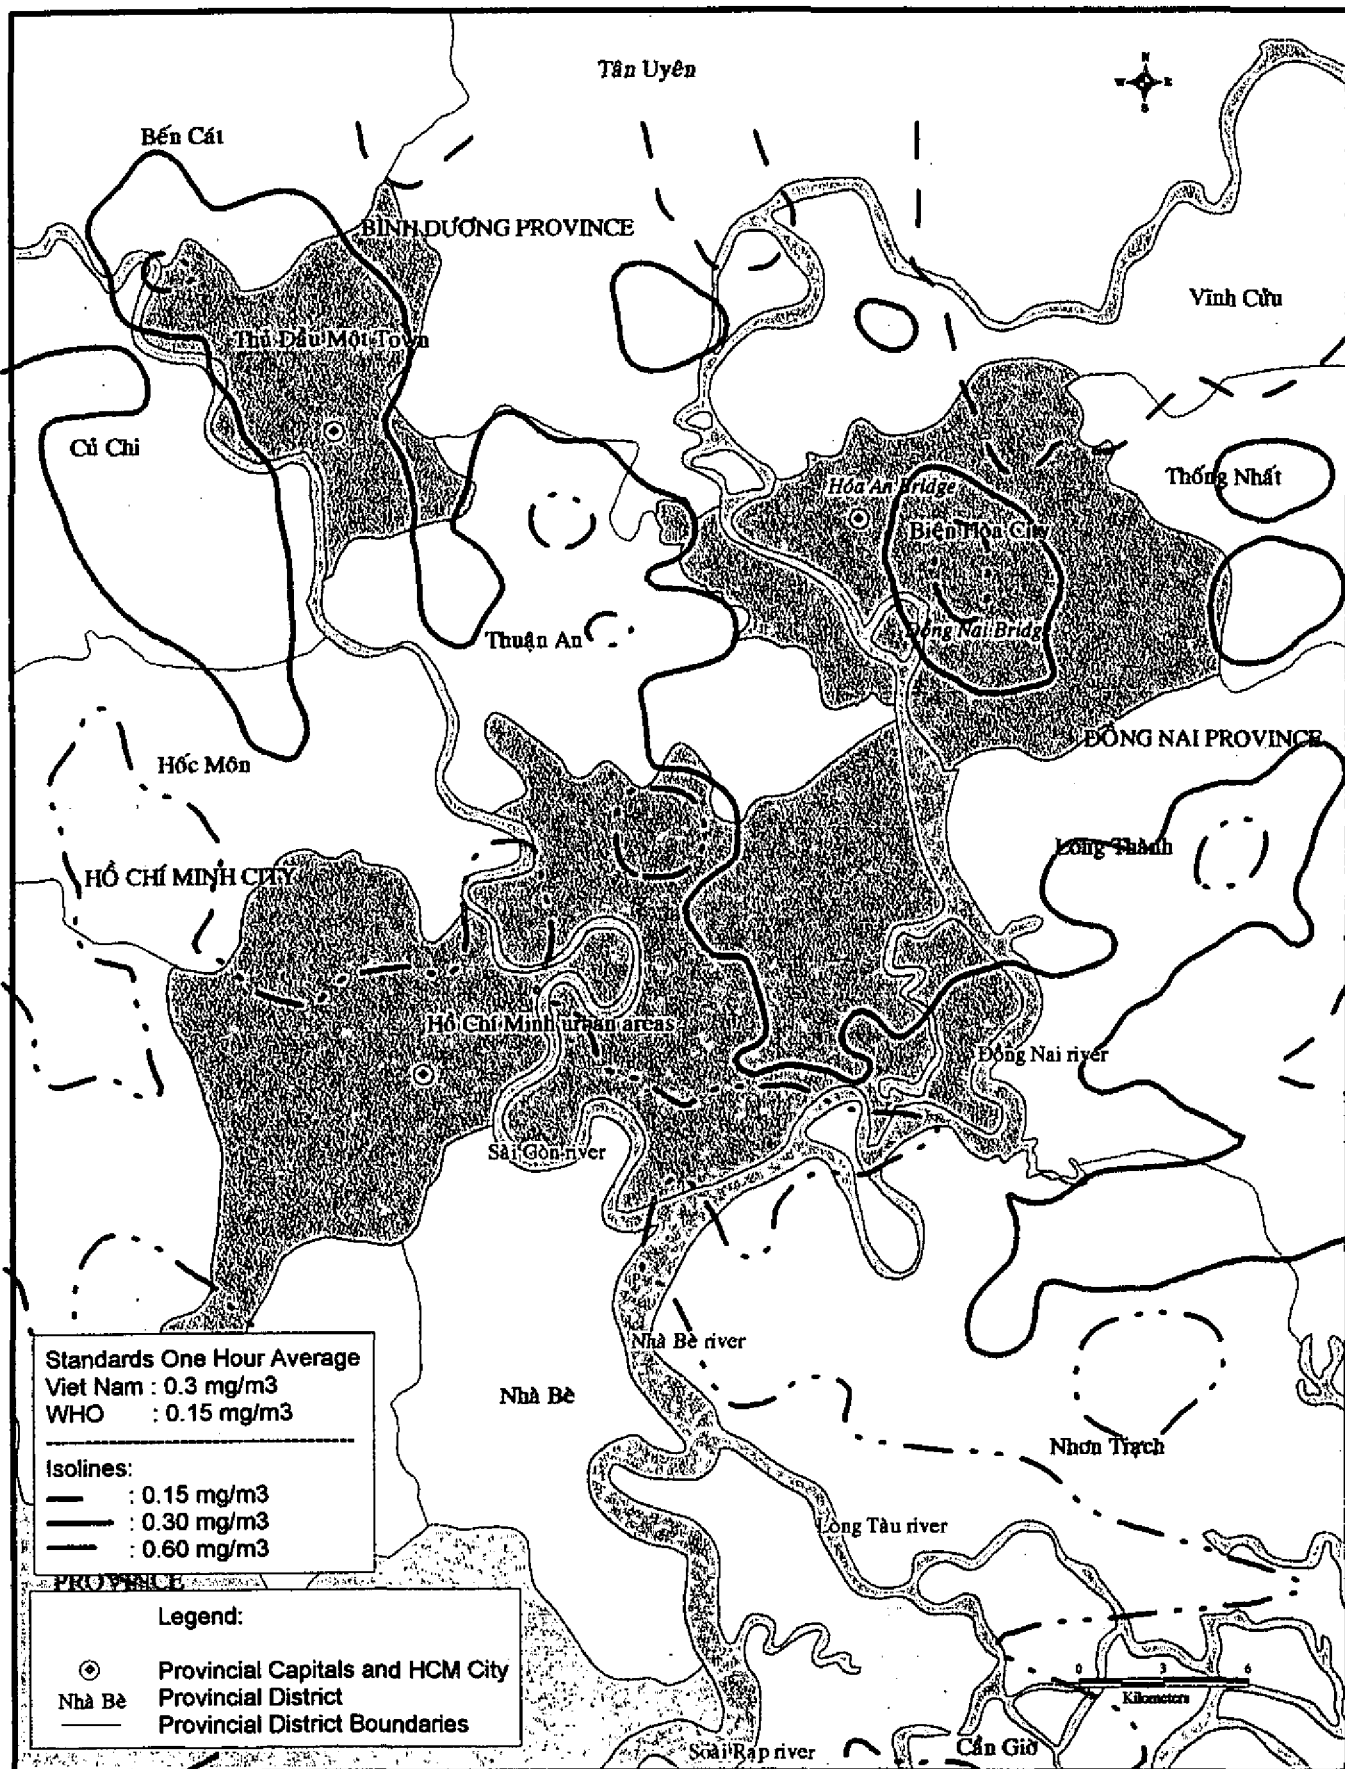 Tân Uyên
N
W E
S
Bến Cát
BÌNH DƯƠNG PROVINCE
Vĩnh Cửu
Thủ Dầu Một Town
Củ Chi
Thống Nhất
Hóa An Bridge
Biên Hòa City
Thuận An
Đồng Nai Bridg
ĐỒNG NAI PROVINCE
Hốc Môn
Long Thành
HỒ CHÍ MINH CITY
Hồ Chí Minh urban areas
Đồng Nai river
Sài Gòn river
Nhà Bè river
Standards One Hour Average
Viet Nam : 0.3 mg/m3
WHO : 0.15 mg/m3
Isolines:
: 0.15 mg/m3
: 0.30 mg/m3
: 0.60 mg/m3
Nhà Bè
Nhơn Trạch
Lòng Tàu river
PROVINCE
Legend:
Provincial Capitals and HCM City
Nhà Bè Provincial District
Provincial District Boundaries
0 3 6
Kilometers
Soài Rạp river
Cần Giờ